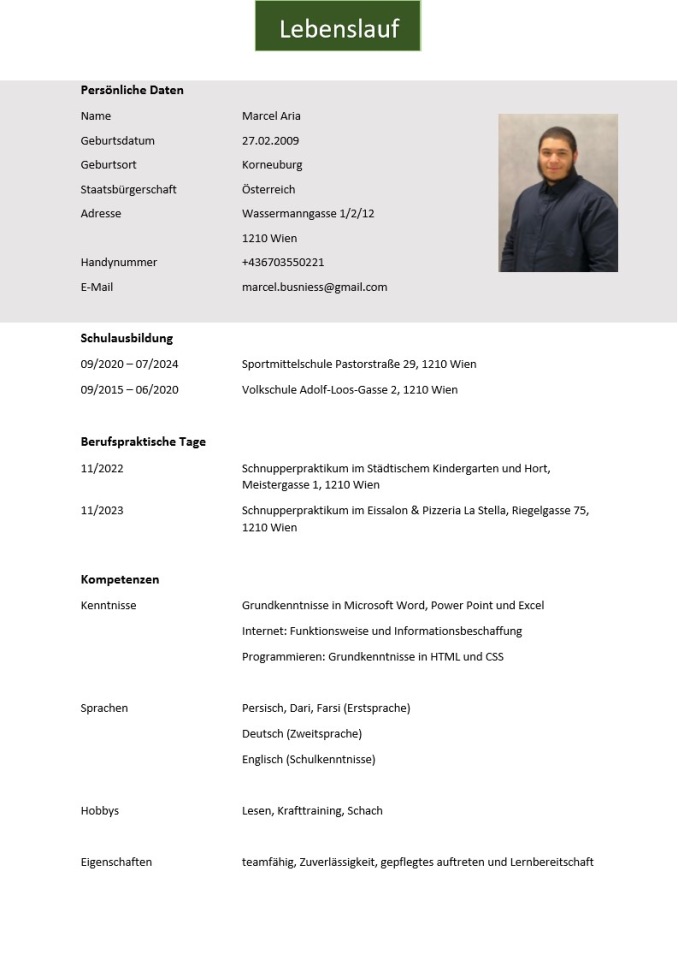 Lebenslauf
Persönliche Daten
Name Marcel Aria
Geburtsdatum 27.02.2009
Geburtsort Korneuburg
Staatsbürgerschaft Österreich
Adresse Wassermanngasse 1/2/12
1210 Wien
Handynummer +436703550221
E-Mail marcel.busniess@gmail.com
Schulausbildung
09/2020 – 07/2024 Sportmittelschule Pastorstraße 29, 1210 Wien
09/2015 – 06/2020 Volkschule Adolf-Loos-Gasse 2, 1210 Wien
Berufspraktische Tage
11/2022 Schnupperpraktikum im Städtischem Kindergarten und Hort,
Meistergasse 1, 1210 Wien
11/2023 Schnupperpraktikum im Eissalon & Pizzeria La Stella, Riegelgasse 75,
1210 Wien
Kompetenzen
Kenntnisse Grundkenntnisse in Microsoft Word, Power Point und Excel
Internet: Funktionsweise und Informationsbeschaffung
Programmieren: Grundkenntnisse in HTML und CSS
Sprachen Persisch, Dari, Farsi (Erstsprache)
Deutsch (Zweitsprache)
Englisch (Schulkenntnisse)
Hobbys Lesen, Krafttraining, Schach
Eigenschaften teamfähig, Zuverlässigkeit, gepflegtes auftreten und Lernbereitschaft